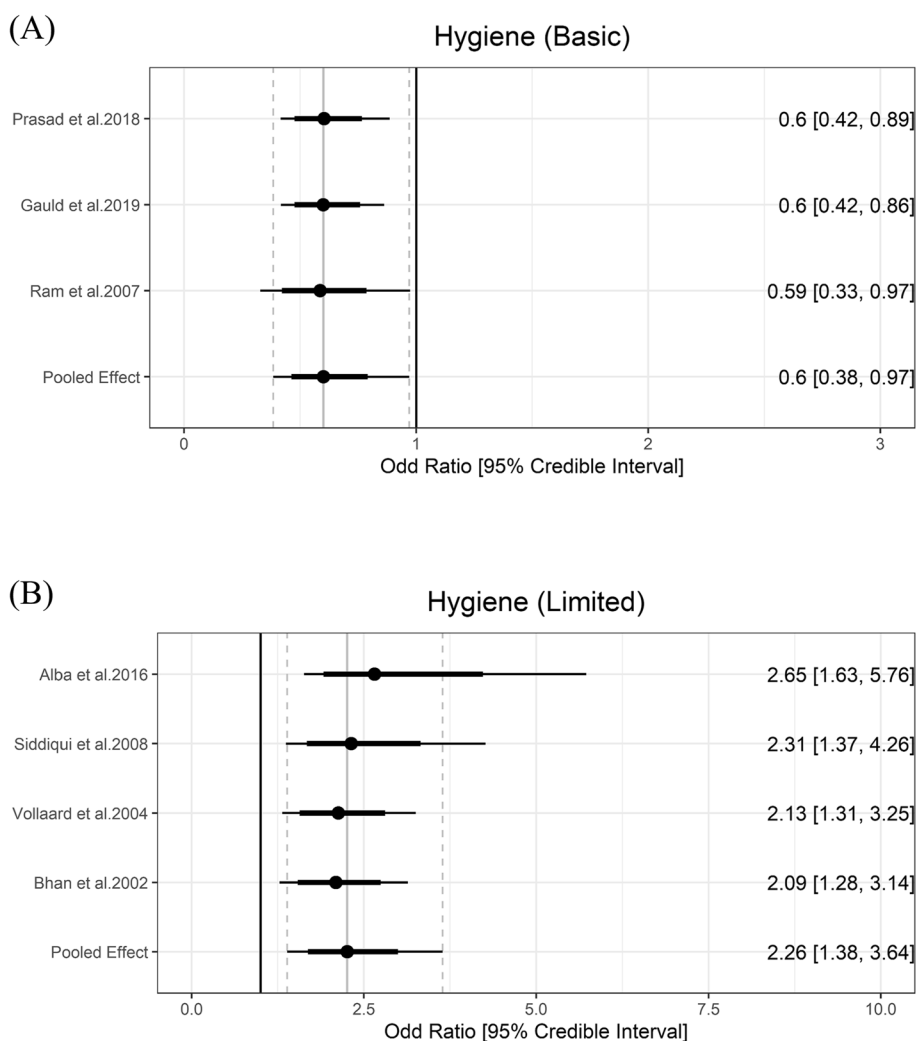 (A)
Hygiene (Basic)
Prasad et al.2018
0.6 [0.42, 0.89]
Gauld et al.2019
0.6 [0.42, 0.86]
Ram et al.2007
0.59 [0.33, 0.97]
Pooled Effect
0.6 [0.38, 0.97]
0 1 2 3
Odd Ratio [95% Credible Interval]
(B)
Hygiene (Limited)
Alba et al.2016
2.65 [1.63, 5.76]
Siddiqui et al.2008
2.31 [1.37, 4.26]
Vollaard et al.2004
2.13 [1.31, 3.25]
Bhan et al.2002
2.09 [1.28, 3.14]
Pooled Effect
2.26 [1.38, 3.64]
0.0 2.5 5.0 7.5 10.0
Odd Ratio [95% Credible Interval]